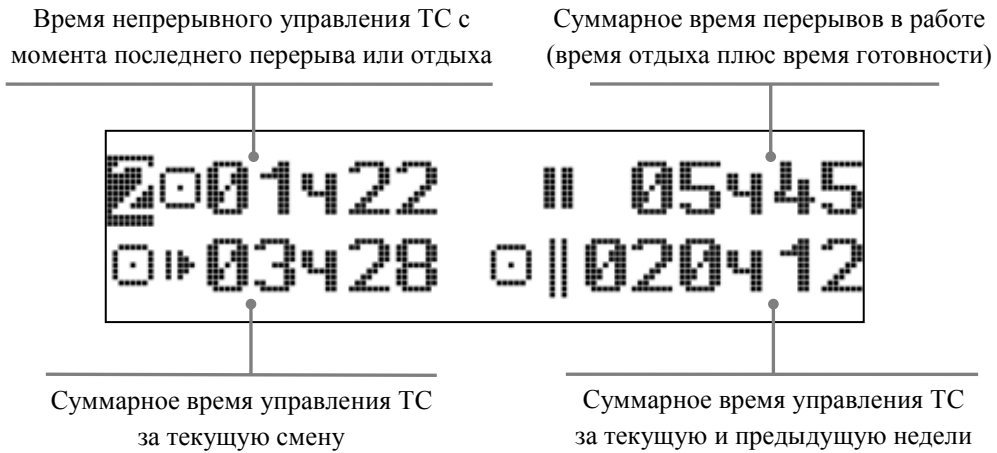 Время непрерывного управления ТС с
момента последнего перерыва или отдыха
Суммарное время перерывов в работе
(время отдыха плюс время готовности)
2 01ч22 05ч45
03ч28 020ч12
Суммарное время управления ТС
за текущую смену
Суммарное время управления ТС
за текущую и предыдущую недели